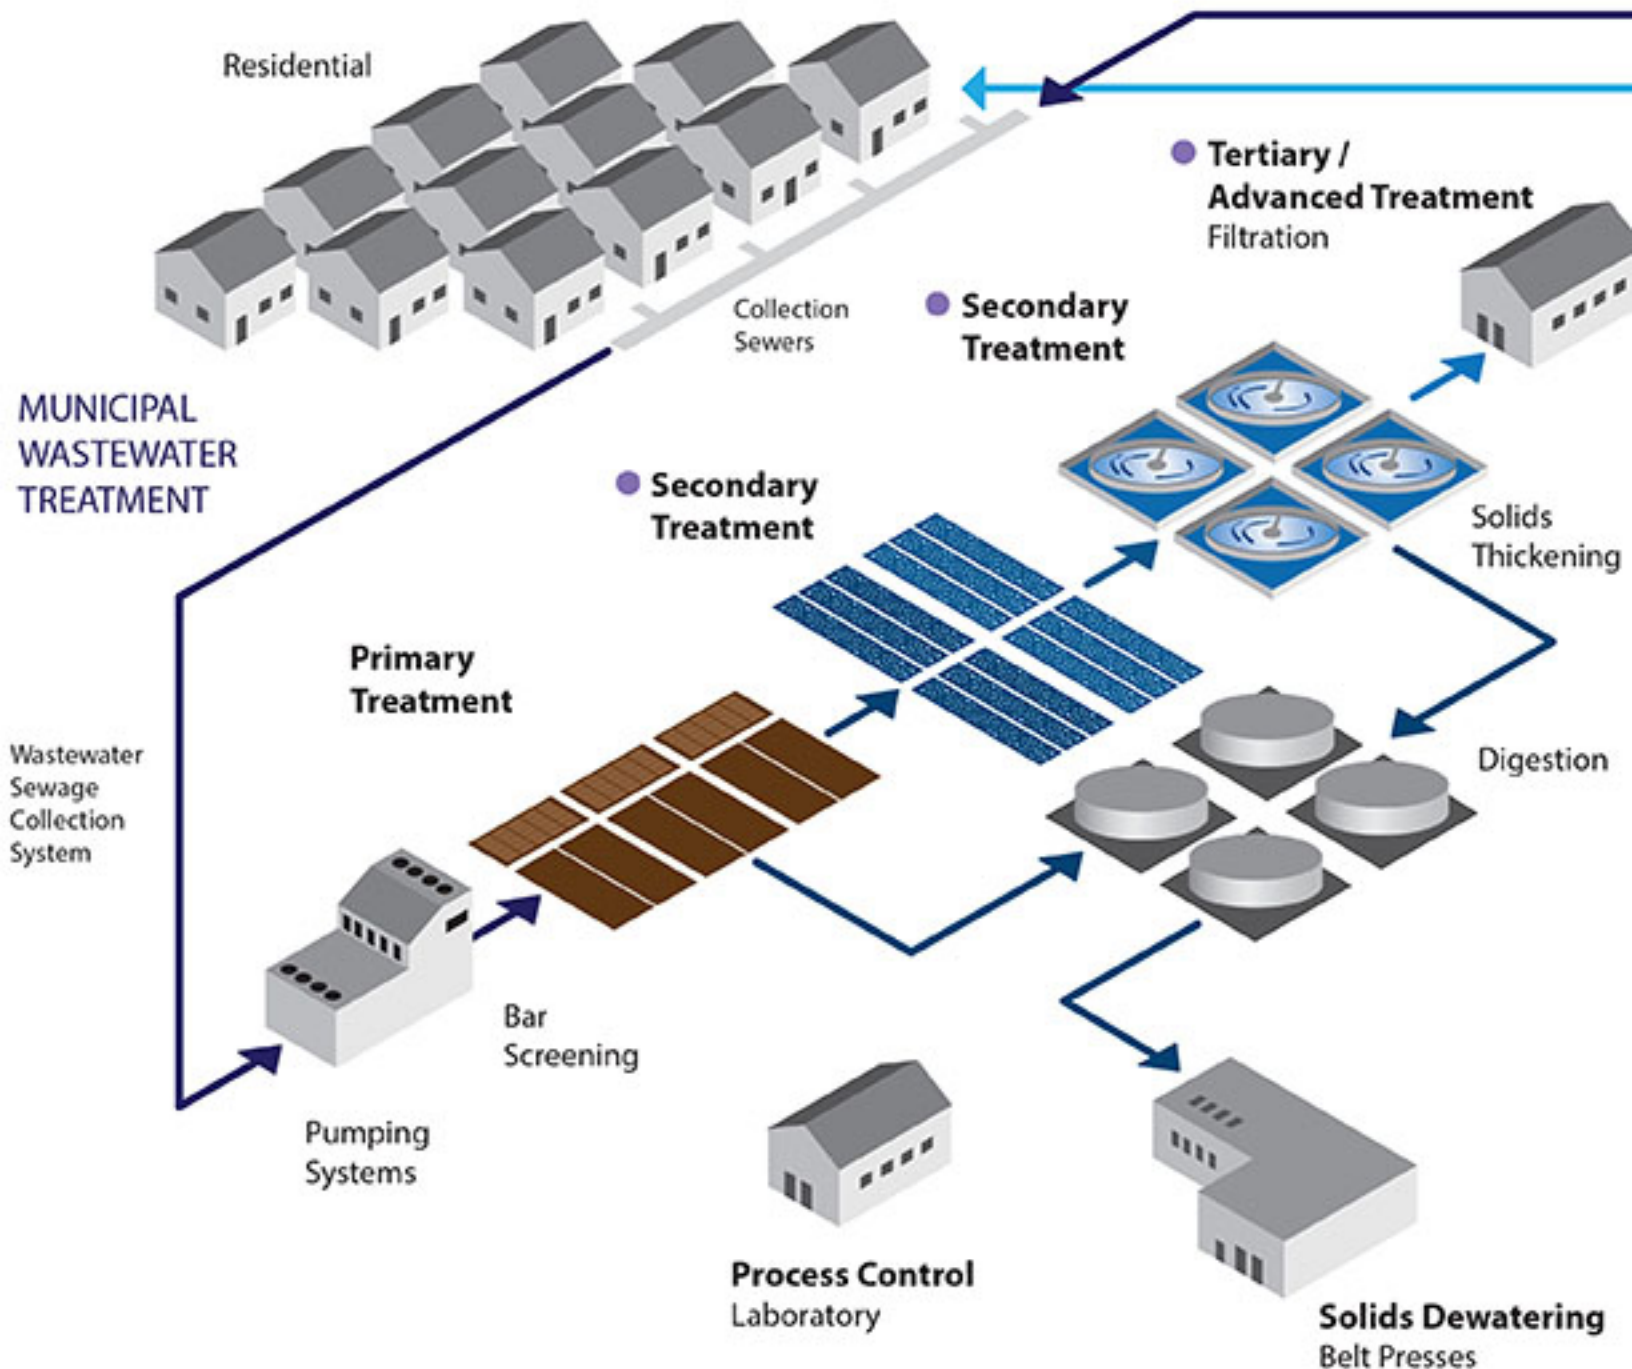 Residential
Tertiary /
Advanced Treatment
Filtration
Collection
Sewers
Secondary
Treatment
MUNICIPAL
WASTEWATER
TREATMENT
Secondary
Treatment
Solids
Thickening
Primary
Treatment
Wastewater
Sewage
Collection
System
Digestion
Bar
Screening
Pumping
Systems
Process Control
Laboratory
Solids Dewatering
Belt Presses